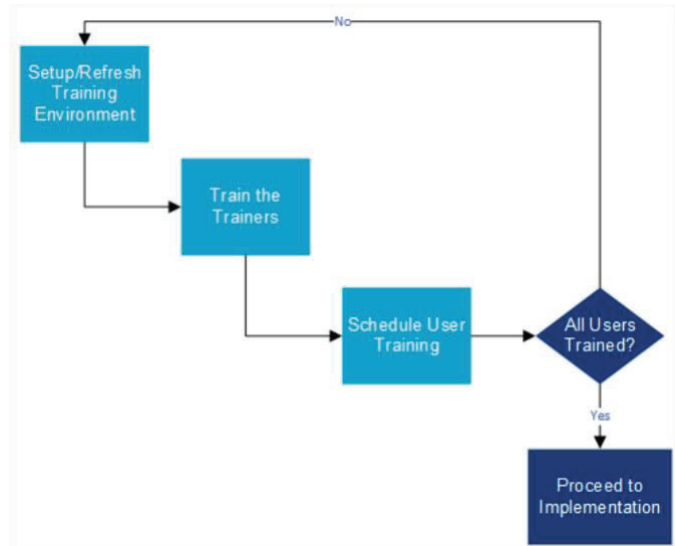 No
Setup/Refresh
Training
Environment
Train the
Trainers
Schedule User
Training
All Users
Trained?
Yes
Proceed to
Implementation